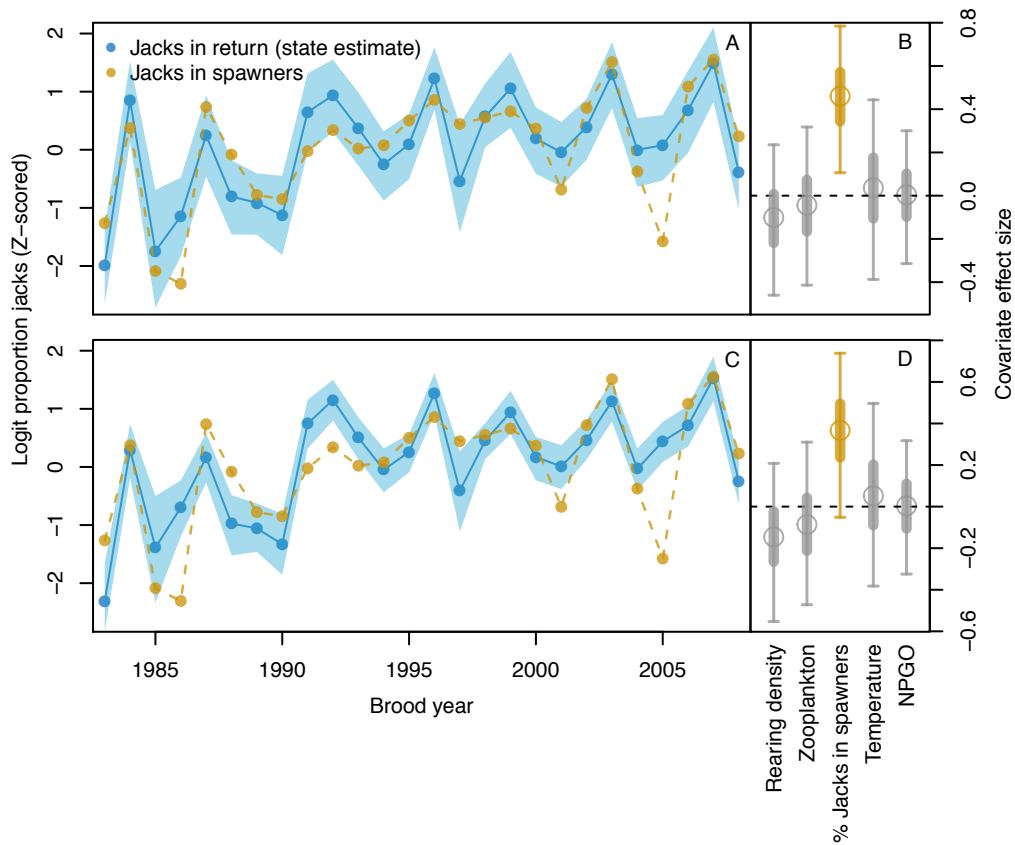 A
B
Jacks in return (state estimate)
Jacks in spawners
2
1
0
−1
−2
0.8
0.4
0.0
−0.4
C
D
2
1
0
−1
−2
0.6
0.2
−0.2
−0.6
Logit proportion jacks (Z−scored)
Covariate effect size
1985
1990
1995
2000
2005
Brood year
Rearing density
Zooplankton
% Jacks in spawners
Temperature
NPGO